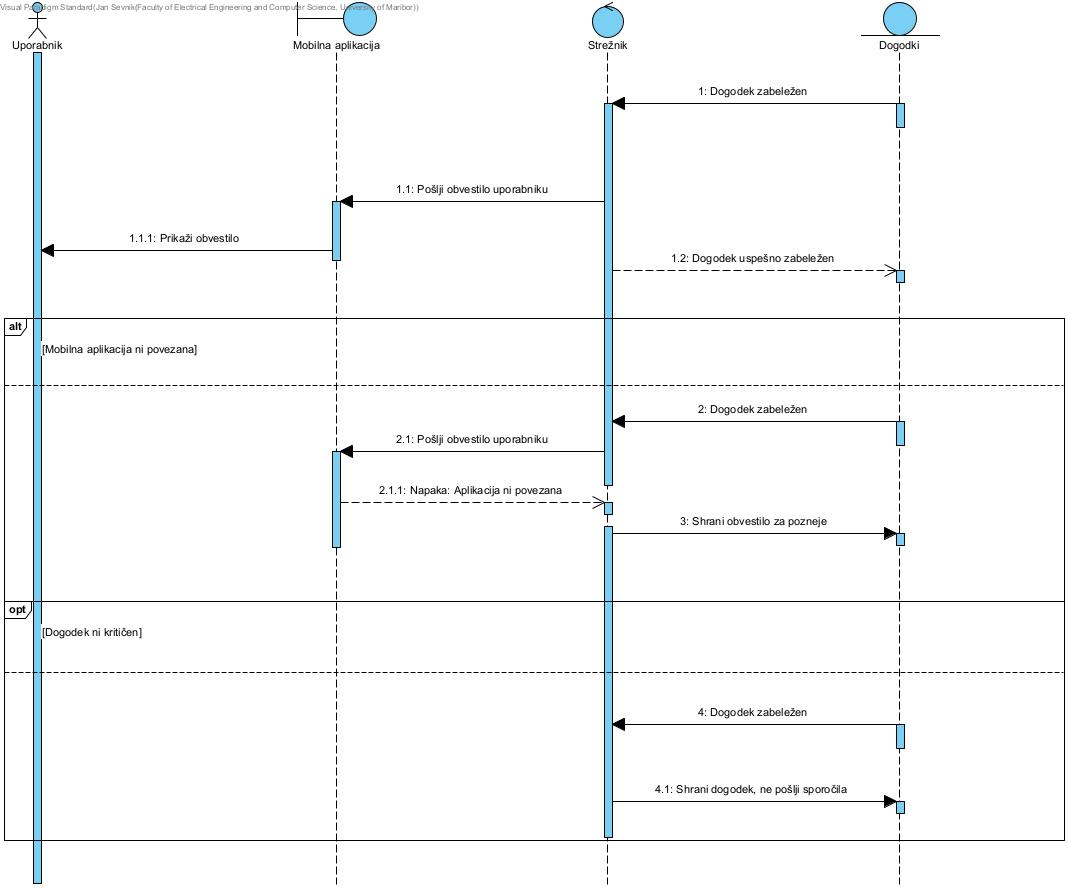 Visual Paradigm Standard(Jan Sevnik(Faculty of Electrical Engineering and Computer Science, University of Maribor))
Uporabnik
Mobilna aplikacija
Strežnik
Dogodki
1: Dogodek zabeležen
1.1: Pošlji obvestilo uporabniku
1.1.1: Prikaži obvestilo
1.2: Dogodek uspešno zabeležen
alt
[Mobilna aplikacija ni povezana]
2: Dogodek zabeležen
2.1: Pošlji obvestilo uporabniku
2.1.1: Napaka: Aplikacija ni povezana
3: Shrani obvestilo za pozneje
opt
[Dogodek ni kritičen]
4: Dogodek zabeležen
4.1: Shrani dogodek, ne pošlji sporočila